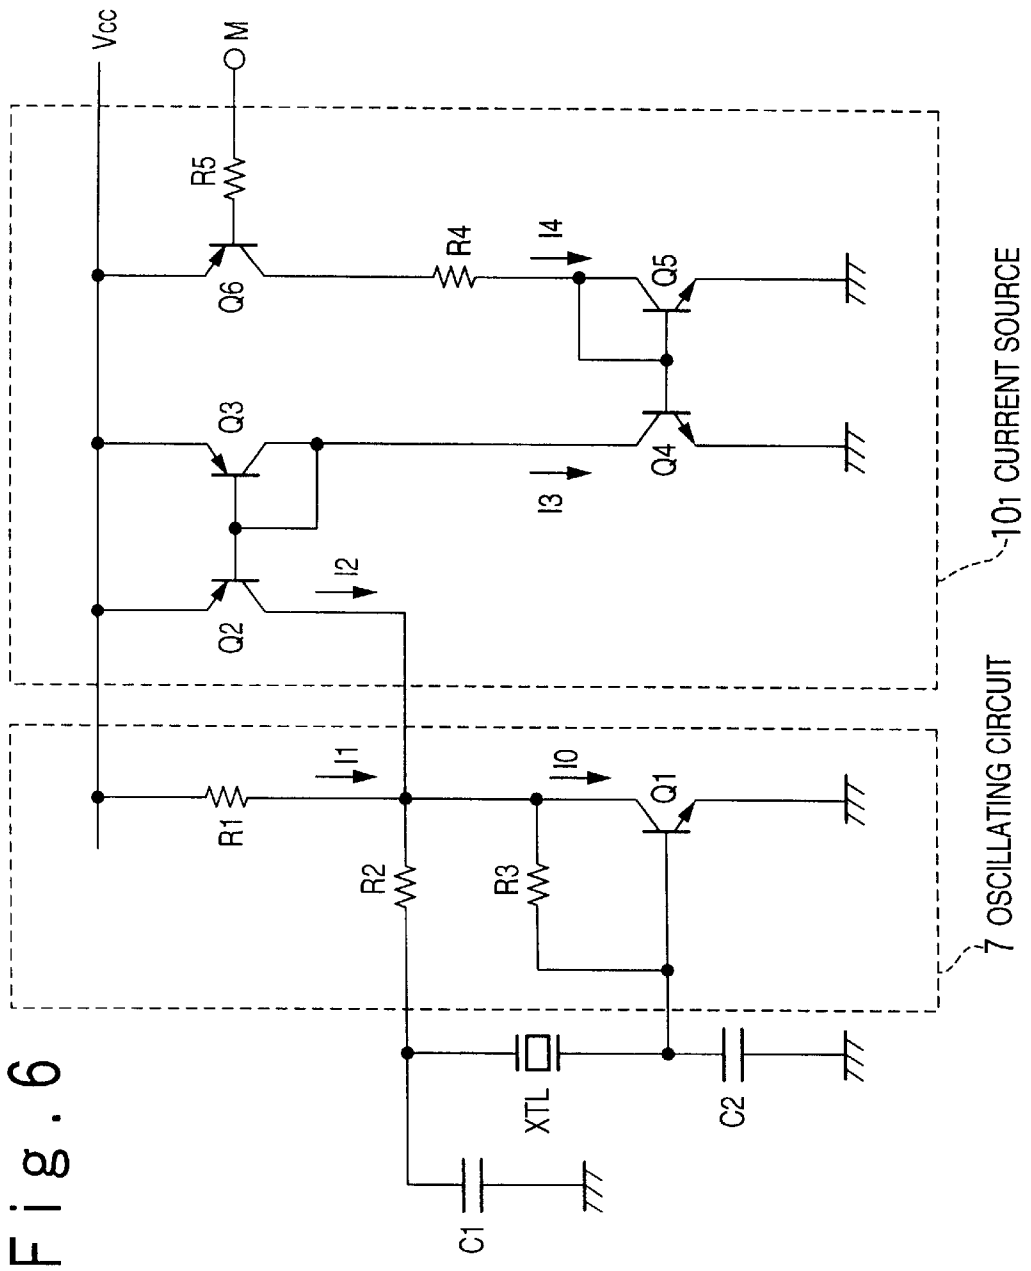 Fig. 6
Vcc
M
R5
Q6
R4
I4
Q5
Q3
Q4
I3
Q2
I2
R1
I1
R2
R3
I0
Q1
XTL
C2
C1
101 CURRENT SOURCE
7 OSCILLATING CIRCUIT